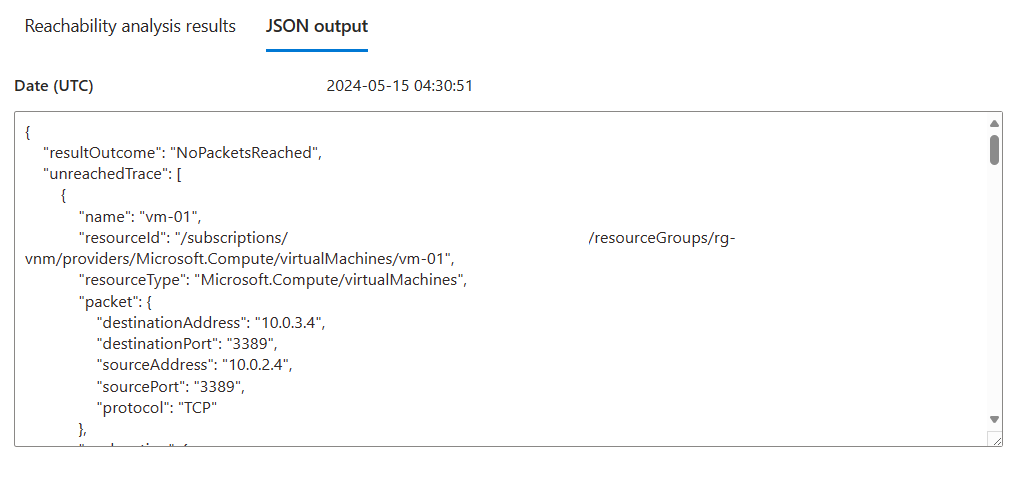 Reachability analysis results JSON output
Date (UTC) 2024-05-15 04:30:51
{
"resultOutcome": "NoPacketsReached",
"unreachedTrace": [
{
"name": "vm-01",
"resourceId": "/subscriptions/ /resourceGroups/rg-
vnm/providers/Microsoft.Compute/virtualMachines/vm-01",
"resourceType": "Microsoft.Compute/virtualMachines",
"packet": {
"destinationAddress": "10.0.3.4",
"destinationPort": "3389",
"sourceAddress": "10.0.2.4",
"sourcePort": "3389",
"protocol": "TCP"
},